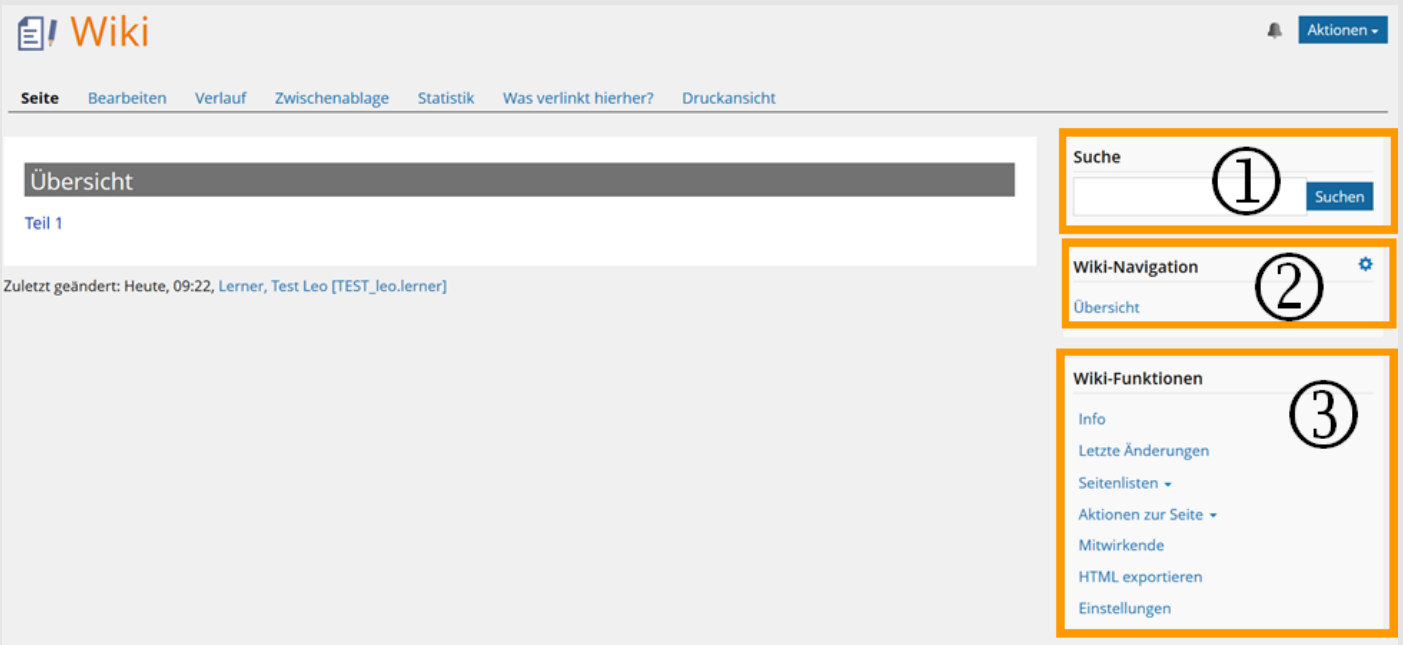 Wiki
Aktionen
Seite Bearbeiten Verlauf Zwischenablage Statistik Was verlinkt hierher? Druckansicht
Übersicht
Teil 1
Zuletzt geändert: Heute, 09:22, Lerner, Test Leo [TEST_leo.lerner]
Suche
1
Suchen
Wiki-Navigation
2
Übersicht
Wiki-Funktionen
3
Info
Letzte Änderungen
Seitenlisten
Aktionen zur Seite
Mitwirkende
HTML exportieren
Einstellungen